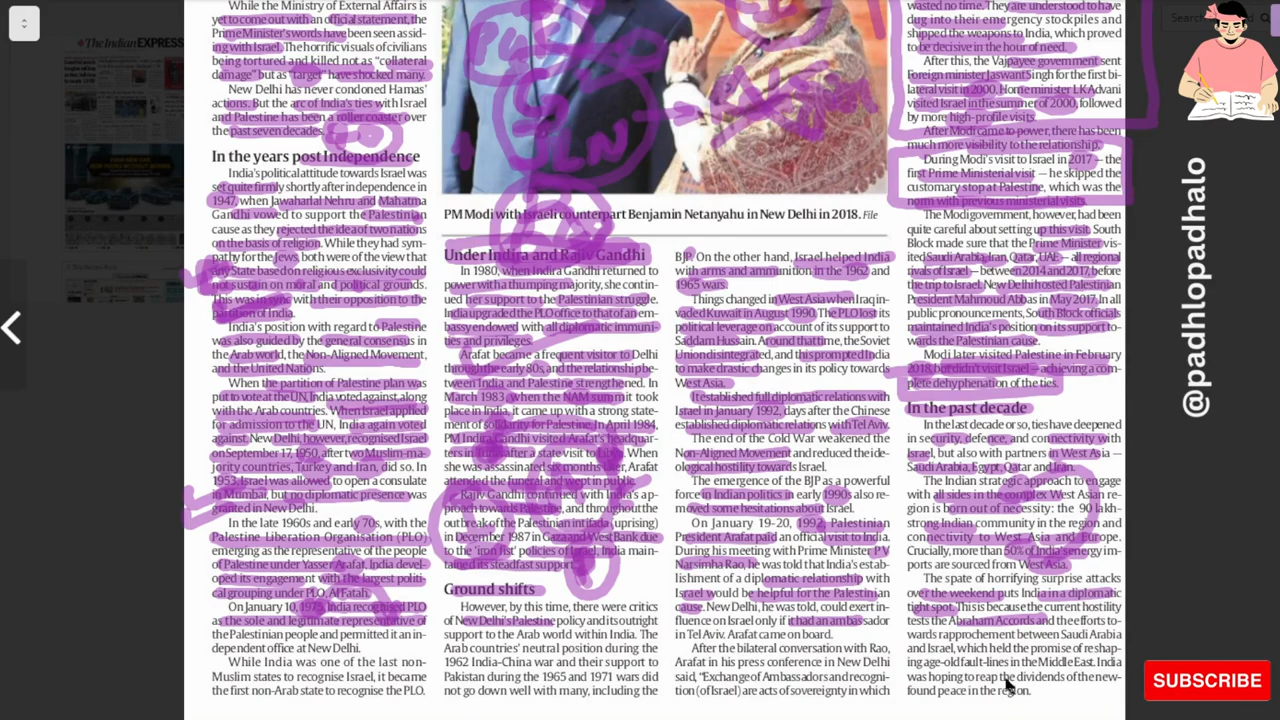 The Indian EXPRESS
While the Ministry of External Affairs is
yet to come out with an official statement, the
Prime Minister's words have been seen as sid-
ing with Israel. The horrific visuals of civilians
being tortured and killed not as "collateral
damage" but as "target" have shocked many.
New Delhi has never condoned Hamas'
actions. But the arc of India's ties with Israel
and Palestine has been a roller coaster over
the past seven decades.
In the years post Independence
India's political attitude towards Israel was
set quite firmly shortly after independence in
1947, when Jawaharlal Nehru and Mahatma
Gandhi vowed to support the Palestinian
cause as they rejected the idea of two nations
on the basis of religion. While they had sym-
pathy for the Jews, both were of the view that
any State based on religious exclusivity could
not sustain on moral and political grounds.
This was in sync with their opposition to the
partition of India.
India's position with regard to Palestine
was also guided by the general consensus in
the Arab world, the Non-Aligned Movement,
and the United Nations.
When the partition of Palestine plan was
put to vote at the UN, India voted against, along
with the Arab countries. When Israel applied
for admission to the UN, India again voted
against. New Delhi, however, recognised Israel
on September 17, 1950, after two Muslim-ma-
jority countries, Turkey and Iran, did so. In
1953, Israel was allowed to open a consulate
in Mumbai, but no diplomatic presence was
granted in New Delhi.
In the late 1960s and early 70s, with the
Palestine Liberation Organisation (PLO)
emerging as the representative of the people
of Palestine under Yasser Arafat, India devel-
oped its engagement with the largest politi-
cal grouping under PLO, Al Fatah.
On January 10, 1975, India recognised PLO
as the sole and legitimate representative of
the Palestinian people and permitted it an in-
dependent office at New Delhi.
While India was one of the last non-
Muslim states to recognise Israel, it became
the first non-Arab state to recognise the PLO.
PM Modi with Israeli counterpart Benjamin Netanyahu in New Delhi in 2018. File
Under Indira and Rajiv Gandhi
In 1980, when Indira Gandhi returned to
power with a thumping majority, she contin-
ued her support to the Palestinian struggle.
India upgraded the PLO office to that of an em-
bassy endowed with all diplomatic immuni-
ties and privileges.
Arafat became a frequent visitor to Delhi
through the early 80s, and the relationship be-
tween India and Palestine strengthened. In
March 1983, when the NAM summit took
place in India, it came up with a strong state-
ment of solidarity for Palestine. In April 1984,
PM Indira Gandhi visited Arafat's headquar-
ters in after a state visit to When
she was assassinated six months later, Arafat
attended the funeral and wept in public.
Rajiv Gandhi continued with India's ap-
proach towards Palestine, and throughout the
outbreak of the Palestinian intifada (uprising)
in December 1987 in Gaza and West Bank due
to the 'iron fist' policies of Israel, India main-
tained its steadfast support.
Ground shifts
However, by this time, there were critics
of New Delhi's Palestine policy and its outright
support to the Arab world within India. The
Arab countries' neutral position during the
1962 India-China war and their support to
Pakistan during the 1965 and 1971 wars did
not go down well with many, including the
BJP. On the other hand, Israel helped India
with arms and ammunition in the 1962 and
1965 wars.
Things changed in West Asia when Iraq in-
vaded Kuwait in August 1990. The PLO lost its
political leverage on account of its support to
Saddam Hussain. Around that time, the Soviet
Union disintegrated, and this prompted India
to make drastic changes in its policy towards
West Asia.
It established full diplomatic relations with
Israel in January 1992, days after the Chinese
established diplomatic relations with Tel Aviv.
The end of the Cold War weakened the
Non-Aligned Movement and reduced the ide-
ological hostility towards Israel.
The emergence of the BJP as a powerful
force in Indian politics in early 1990s also re-
moved some hesitations about Israel.
On January 19-20, 1992, Palestinian
President Arafat paid an official visit to India.
During his meeting with Prime Minister P V
Narsimha Rao, he was told that India's estab-
lishment of a diplomatic relationship with
Israel would be helpful for the Palestinian
cause. New Delhi, he was told, could exert in-
fluence on Israel only if it had an ambassador
in Tel Aviv. Arafat came on board.
After the bilateral conversation with Rao,
Arafat in his press conference in New Delhi
said, "Exchange of Ambassadors and recogni-
tion (of Israel) are acts of sovereignty in which
wasted no time. They are understood to have
dug into their emergency stockpiles and
shipped the weapons to India, which proved
to be decisive in the hour of need.
After this, the Vajpayee government sent
Foreign minister Jaswant Singh for the first bi-
lateral visit in 2000. Home minister L K Advani
visited Israel in the summer of 2000, followed
by more high-profile visits.
After Modi came to power, there has been
much more visibility to the relationship.
During Modi's visit to Israel in 2017 — the
first Prime Ministerial visit — he skipped the
customary stop at Palestine, which was the
norm with previous ministerial visits.
The Modi government, however, had been
quite careful about setting up this visit. South
Block made sure that the Prime Minister vis-
ited Saudi Arabia, Iran, Qatar, UAE — all regional
rivals of Israel — between 2014 and 2017, before
the trip to Israel. New Delhi hosted Palestinian
President Mahmoud Abbas in May 2017. In all
public pronouncements, South Block officials
maintained India's position on its support to-
wards the Palestinian cause.
Modi later visited Palestine in February
2018, but didn't visit Israel — achieving a com-
plete dehyphenation of the ties.
In the past decade
In the last decade or so, ties have deepened
in security, defence, and connectivity with
Israel, but also with partners in West Asia —
Saudi Arabia, Egypt, Qatar and Iran.
The Indian strategic approach to engage
with all sides in the complex West Asian re-
gion is born out of necessity: the 90 lakh-
strong Indian community in the region and
connectivity to West Asia and Europe.
Crucially, more than 50% of India's energy im-
ports are sourced from West Asia.
The spate of horrifying surprise attacks
over the weekend puts India in a diplomatic
tight spot. This is because the current hostility
tests the Abraham Accords and the efforts to-
wards rapprochement between Saudi Arabia
and Israel, which held the promise of reshap-
ing age-old fault-lines in the Middle East. India
was hoping to reap the dividends of the new-
found peace in the region.
Search
@padhlopadhalo
SUBSCRIBE